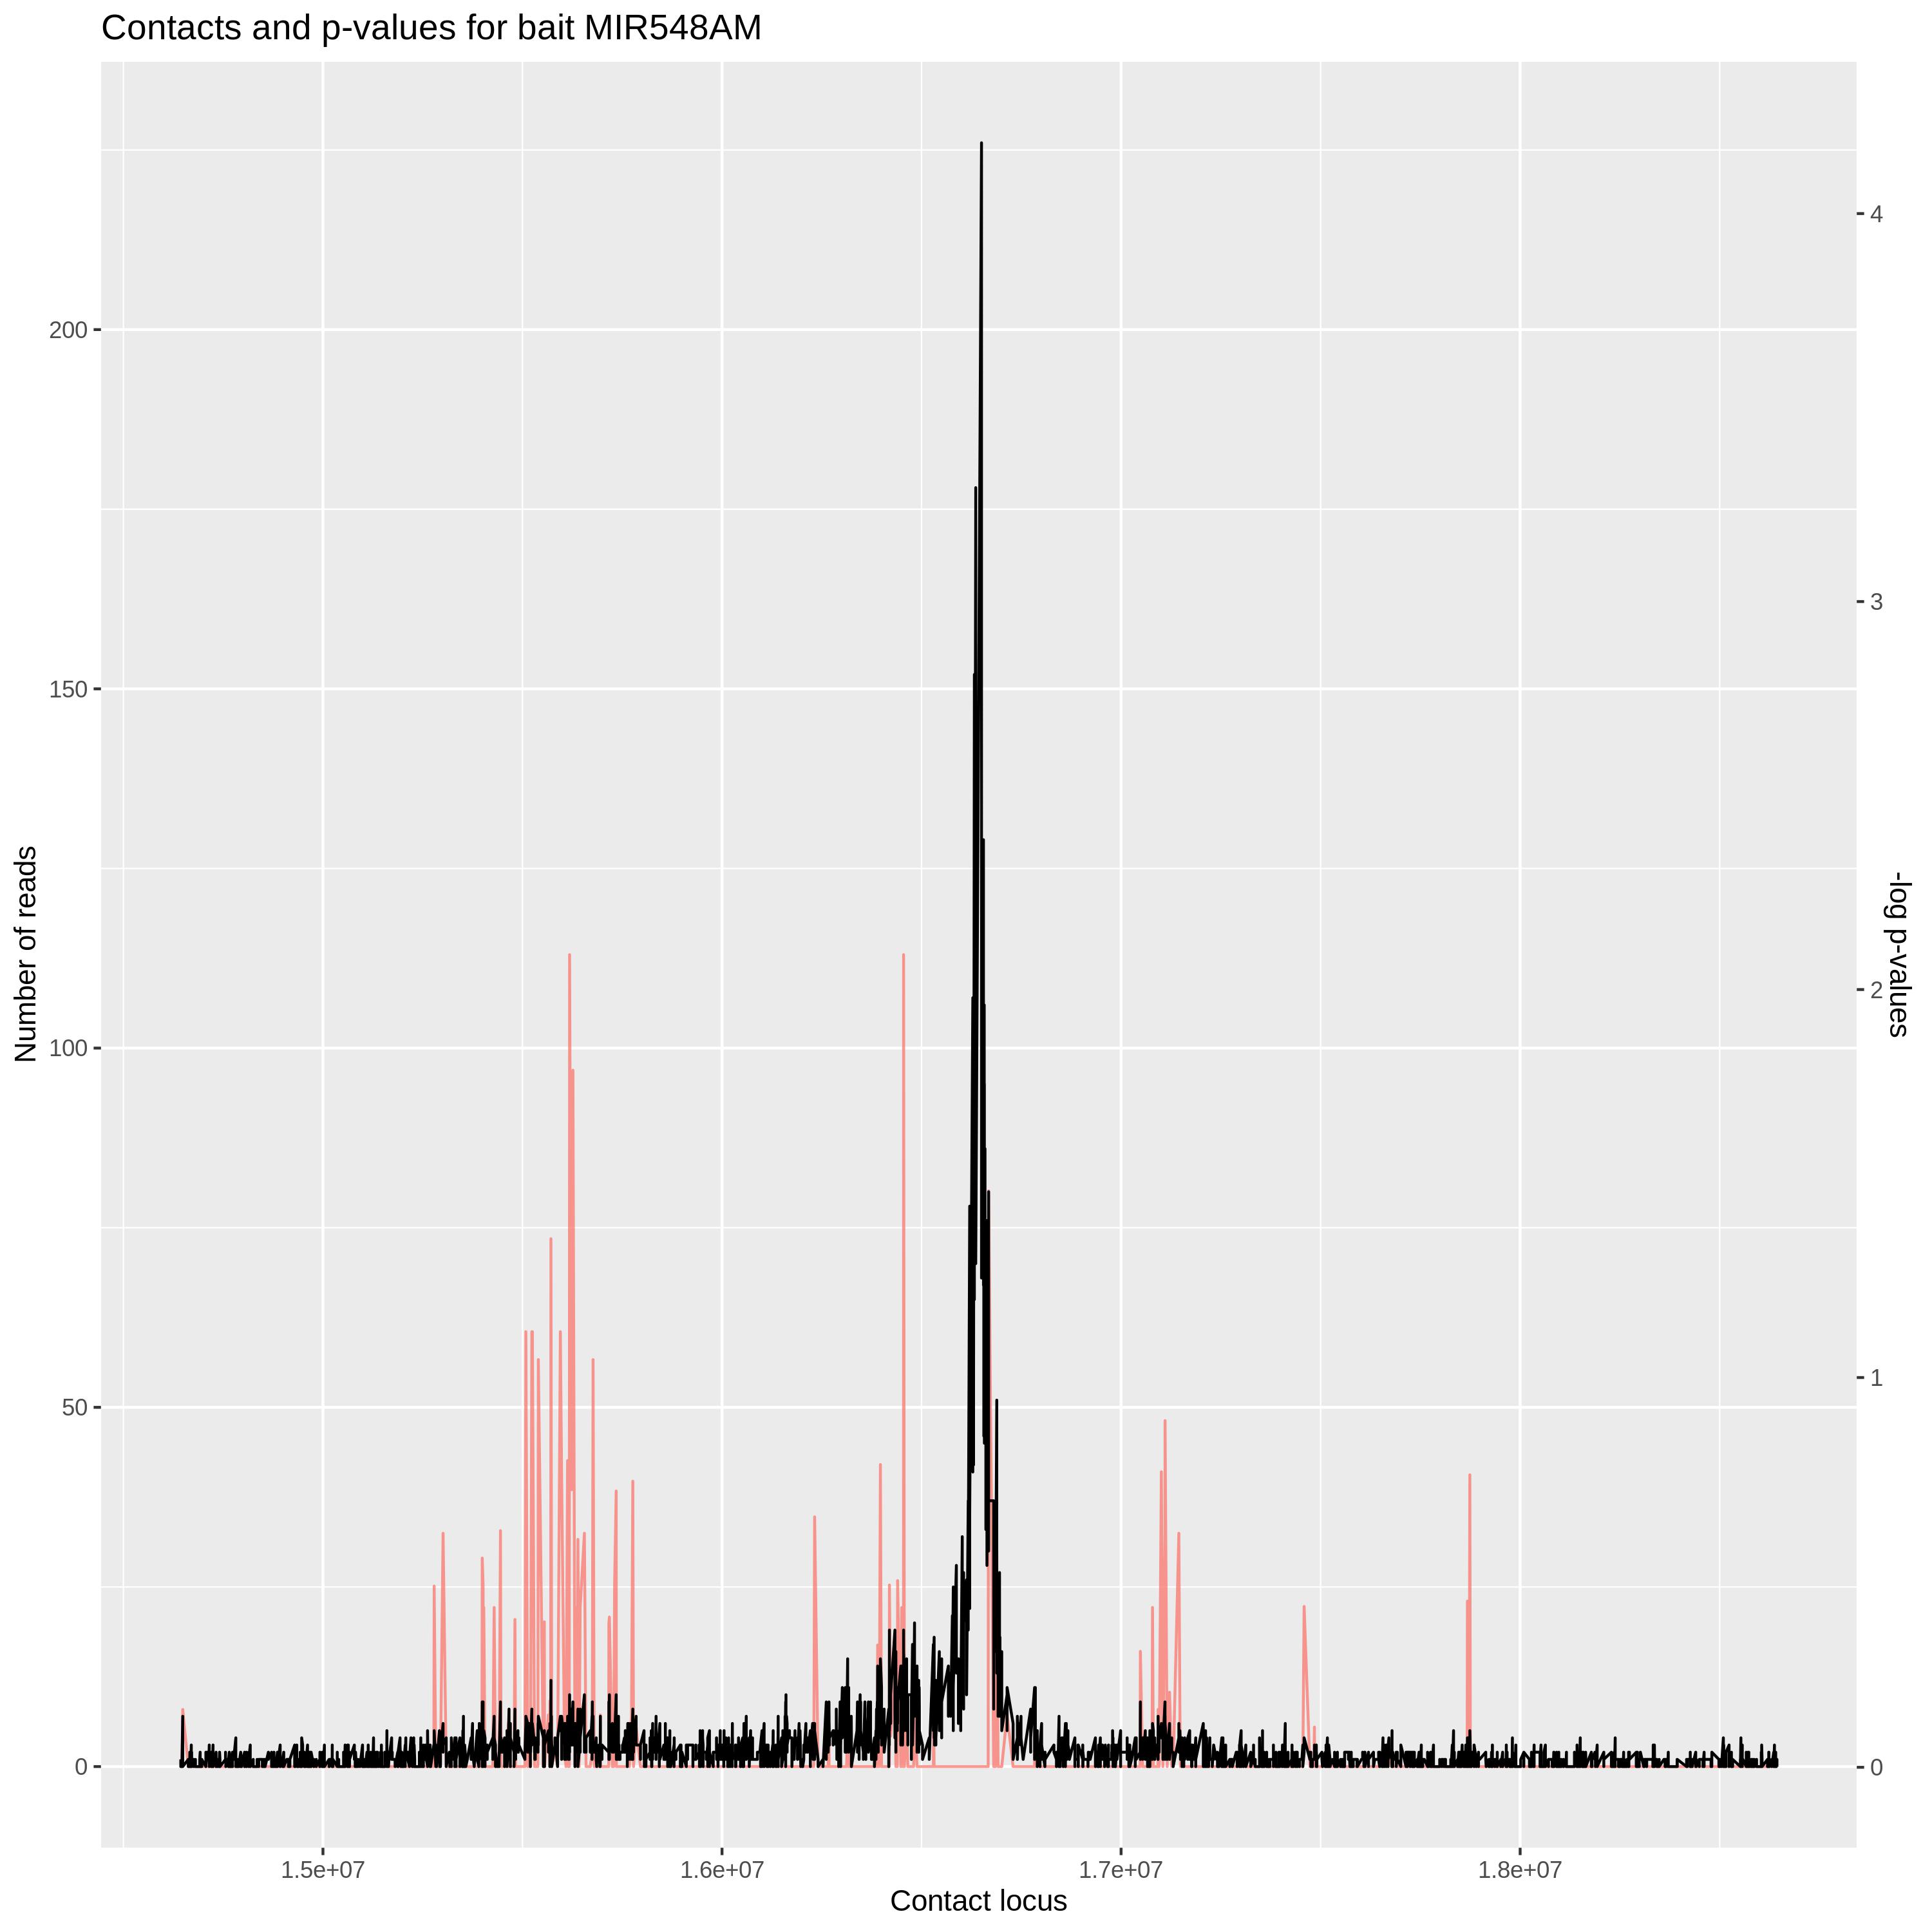 Contacts and p-values for bait MIR548AM
Number of reads
200
150
100
50
0
4
3
2
1
0
-log p-values
1.5e+07
1.6e+07
1.7e+07
1.8e+07
Contact locus